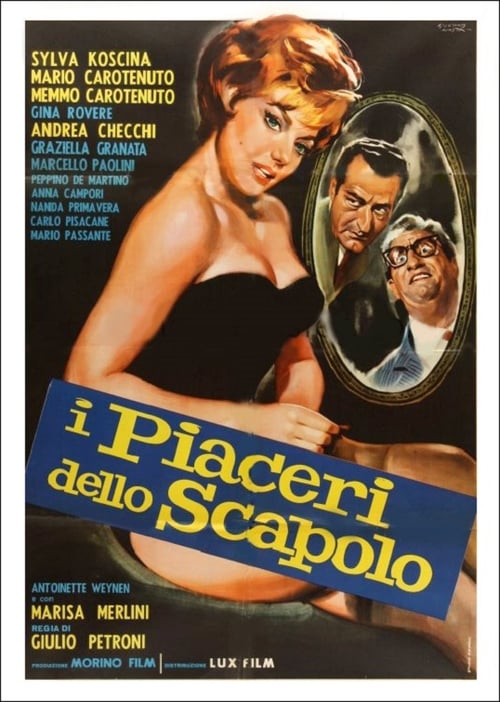 SYLVA KOSCINA
MARIO CAROTENUTO
MEMMO CAROTENUTO
GINA ROVERE
ANDREA CHECCHI
GRAZIELLA GRANATA
MARCELLO PAOLINI
PEPPINO DE MARTINO
ANNA CAMPORI
NANDA PRIMAVERA
CARLO PISACANE
MARIO PASSANTE
i Piaceri
dello Scapolo
ANTOINETTE WEYNEN
e con
MARISA MERLINI
REGIA DI
GIULIO PETRONI
PRODUZIONE MORINO FILM DISTRIBUZIONE LUX FILM